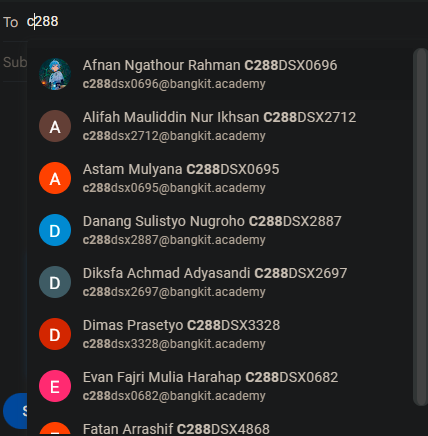 To c288
Sub
Afnan Ngathour Rahman C288DSX0696
c288dsx0696@bangkit.academy
A
Alifah Mauliddin Nur Ikhsan C288DSX2712
c288dsx2712@bangkit.academy
A
Astam Mulyana C288DSX0695
c288dsx0695@bangkit.academy
D
Danang Sulistyo Nugroho C288DSX2887
c288dsx2887@bangkit.academy
D
Diksfa Achmad Adyasandi C288DSX2697
c288dsx2697@bangkit.academy
D
Dimas Prasetyo C288DSX3328
c288dsx3328@bangkit.academy
E
Evan Fajri Mulia Harahap C288DSX0682
c288dsx0682@bangkit.academy
S
F
Fatan Arrashif C288DSX4868